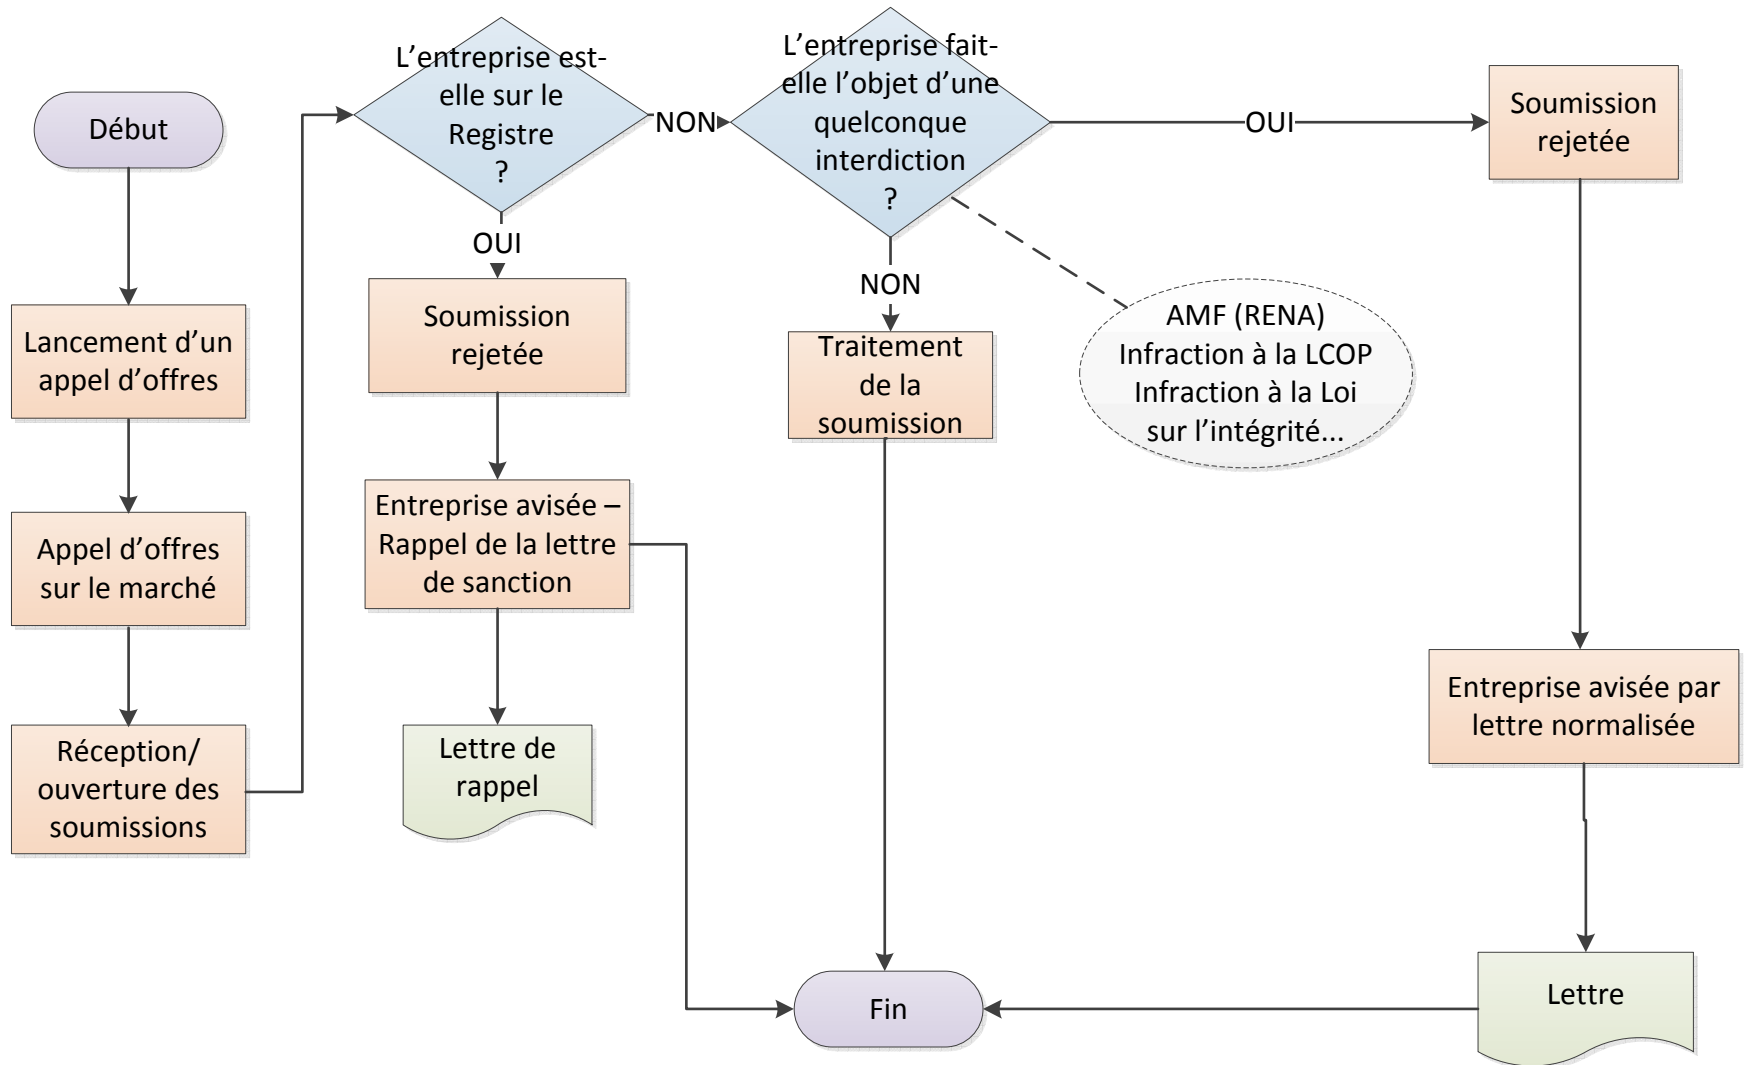 Début
Lancement d’un
appel d’offres
Appel d’offres
sur le marché
Réception/
ouverture des
soumissions
L’entreprise est-
elle sur le
Registre
?
OUI
Soumission
rejetée
Entreprise avisée –
Rappel de la lettre
de sanction
Lettre de
rappel
NON
L’entreprise fait-
elle l’objet d’une
quelconque
interdiction
?
NON
Traitement
de la
soumission
AMF (RENA)
Infraction à la LCOP
Infraction à la Loi
sur l’intégrité...
OUI
Soumission
rejetée
Entreprise avisée par
lettre normalisée
Lettre
Fin